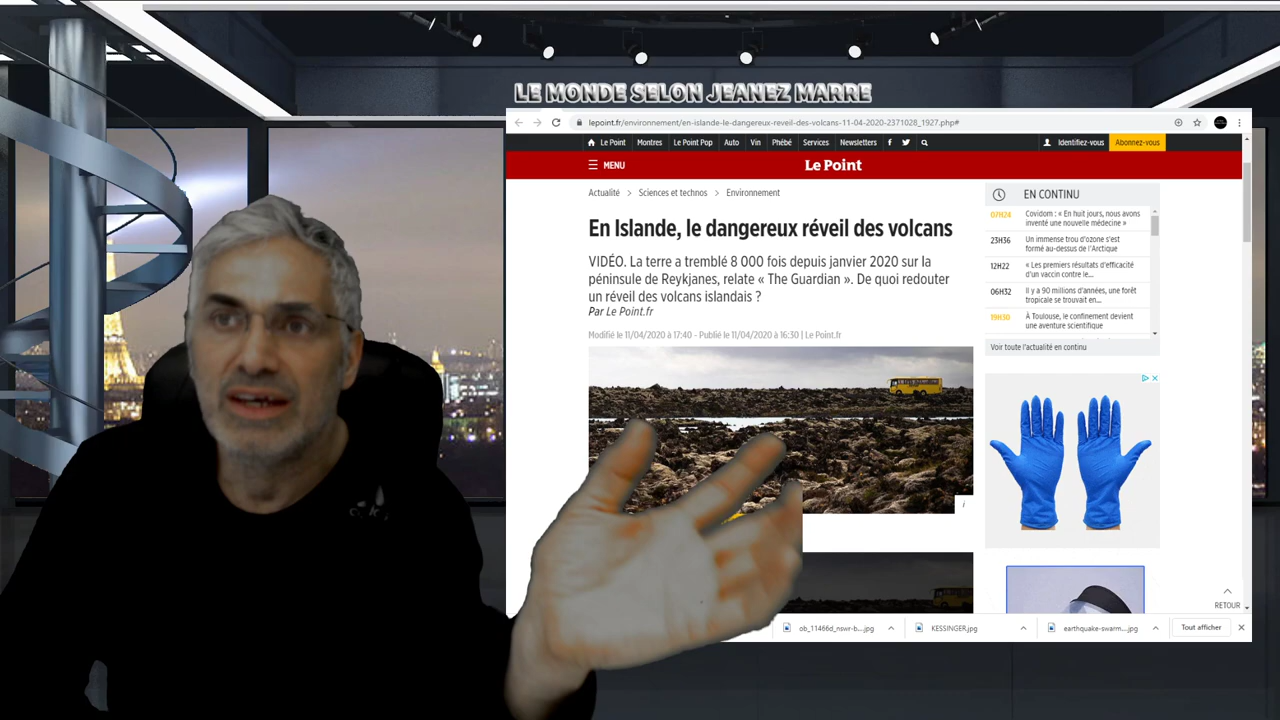 LE MONDE SELON JEANEZ MARRE
lepoint.fr/environnement/en-islande-le-dangereux-reveil-des-volcans-11-04-2020-2371028_1927.php#
Le Point Montres Le Point Pop Auto Vin Phébé Services Newsletters Identifiez-vous Abonnez-vous
MENU Le Point
Actualité > Sciences et technos > Environnement
En Islande, le dangereux réveil des volcans
VIDÉO. La terre a tremblé 8 000 fois depuis janvier 2020 sur la
péninsule de Reykjanes, relate « The Guardian ». De quoi redouter
un réveil des volcans islandais ?
Par Le Point.fr
Modifié le 11/04/2020 à 17:40 - Publié le 11/04/2020 à 16:30 | Le Point.fr
EN CONTINU
07H24 Covidom : « En huit jours, nous avons
inventé une nouvelle médecine »
23H36 Un immense trou d'ozone s'est
formé au-dessus de l'Arctique
12H22 « Les premiers résultats d'efficacité
d'un vaccin contre le...
06H32 Il y a 90 millions d'années, une forêt
tropicale se trouvait en...
19H30 À Toulouse, le confinement devient
une aventure scientifique
Voir toute l'actualité en continu
i
RETOUR
ob_11466d_nswr-b....jpg KESSINGER.jpg earthquake-swarm....jpg Tout afficher